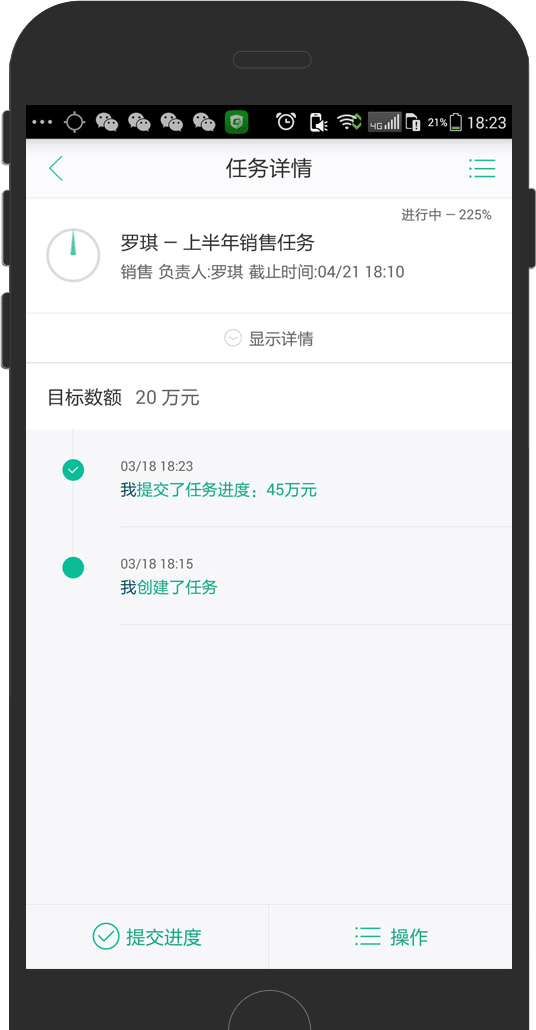 4G 21% 18:23
任务详情
进行中 – 225%
罗琪 – 上半年销售任务
销售 负责人:罗琪 截止时间:04/21 18:10
显示详情
目标数额 20 万元
03/18 18:23
我提交了任务进度：45万元
03/18 18:15
我创建了任务
提交进度 操作